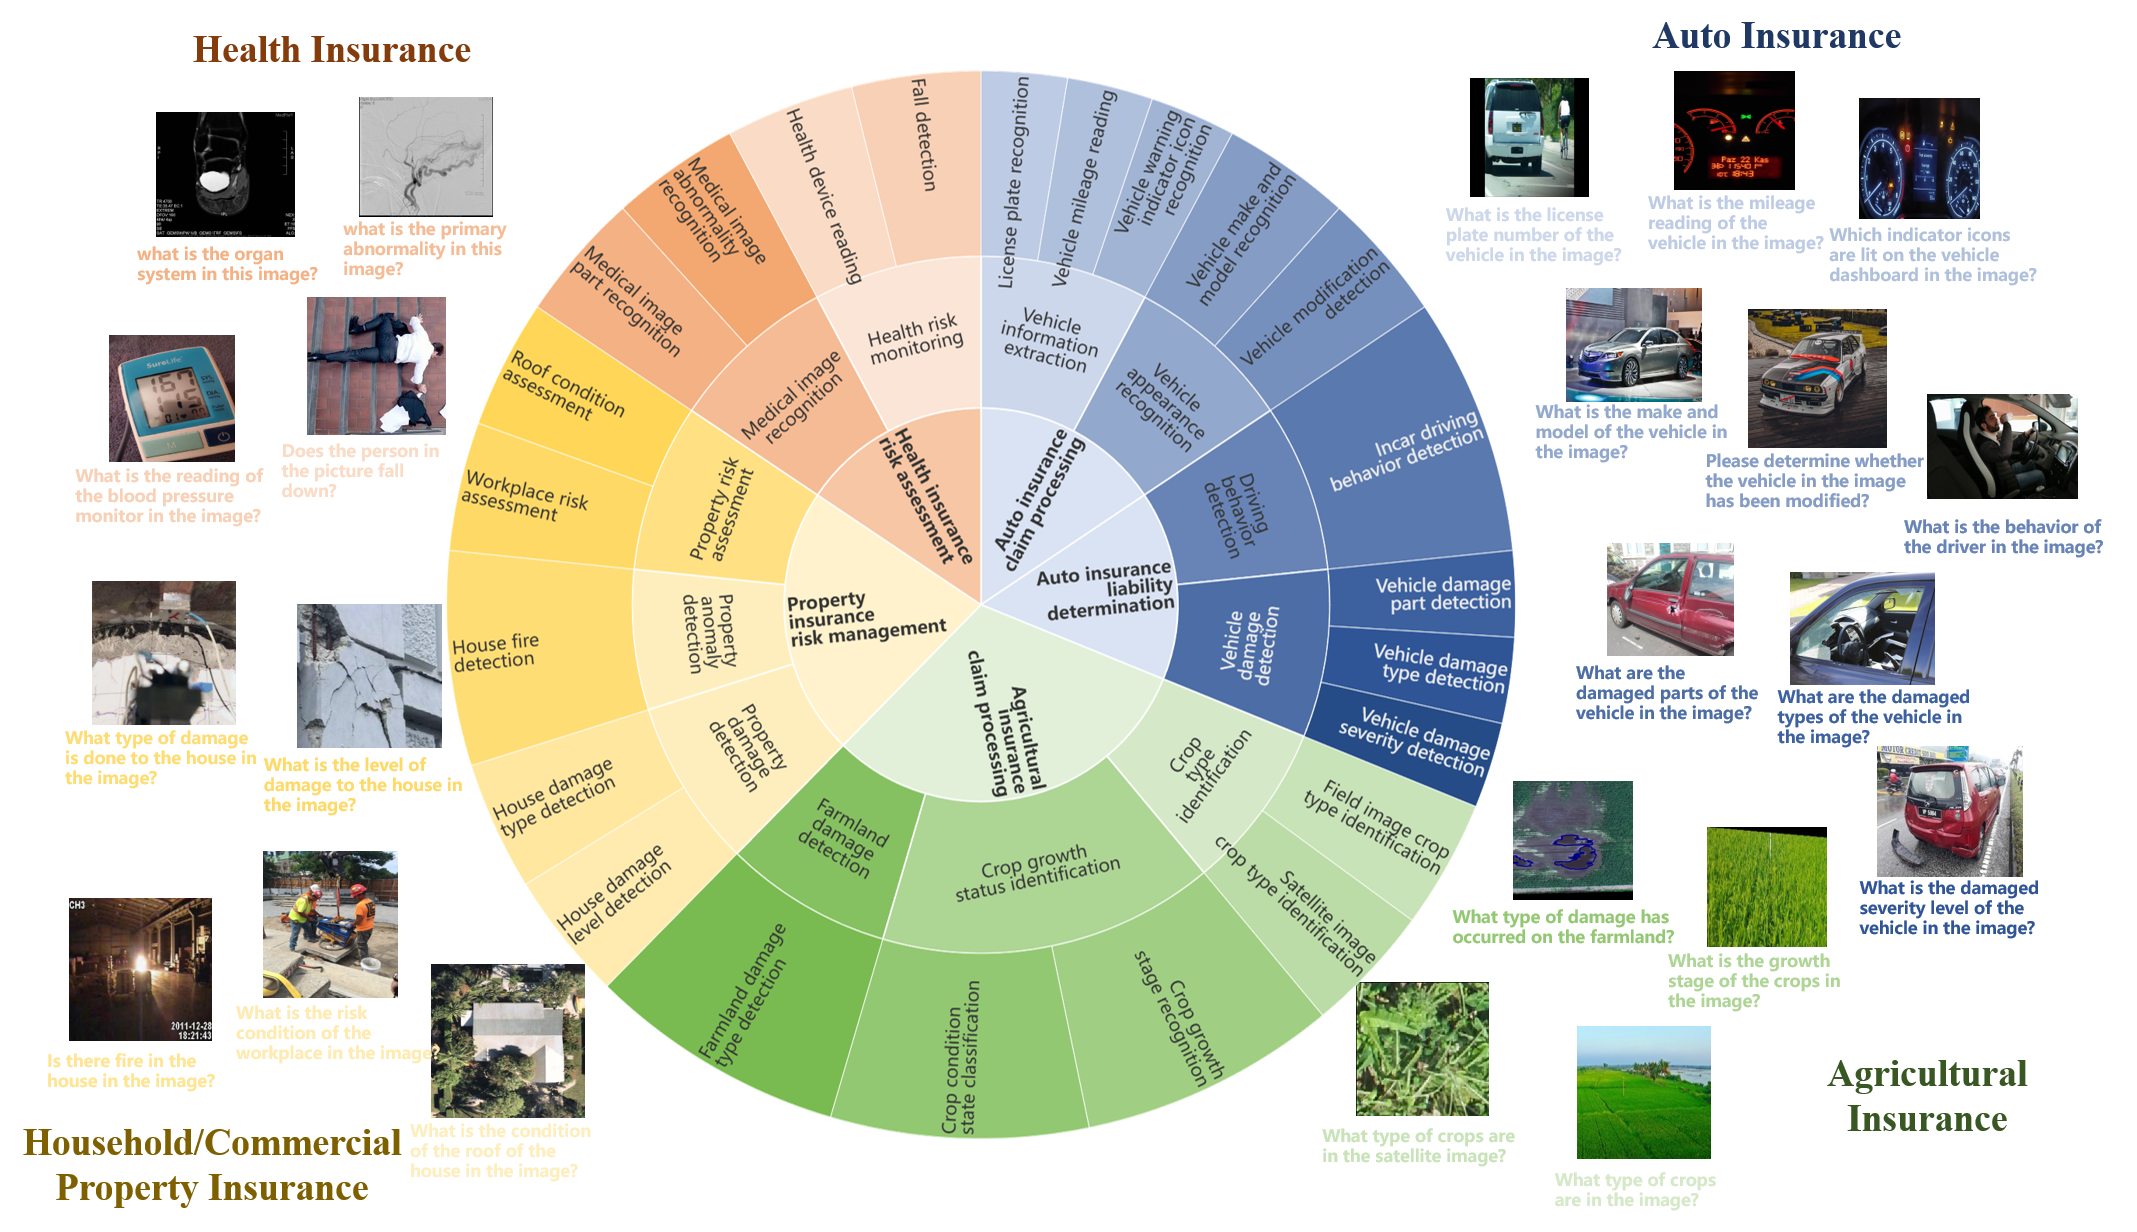 Health Insurance
what is the organ
system in this image?
what is the primary
abnormality in this
image?
SureLife
167
M
What is the reading of
the blood pressure
monitor in the image?
Does the person in
the picture fall
down?
What type of damage
is done to the house in
the image?
What is the level of
damage to the house in
the image?
CH3
2011-12-28
18:21:43
Is there fire in the
house in the image?
What is the risk
condition of the
workplace in the image?
What is the condition
of the roof of the
house in the image?
Household/Commercial
Property Insurance
Health insurance
risk assessment
Auto insurance
claim processing
Auto insurance
liability
determination
Agricultural
insurance
claim processing
Property
insurance
risk management
Health risk
monitoring
Vehicle
information
extraction
Vehicle
appearance
recognition
Driving
behavior
detection
Vehicle
damage
detection
Crop
type
identification
Crop growth
status identification
Farmland
damage
detection
Property
damage
detection
Property
anomaly
detection
Property risk
assessment
Medical image
recognition
Fall detection
License plate recognition
Vehicle mileage reading
Vehicle warning
indicator icon
recognition
Vehicle make and
model recognition
Vehicle modification
detection
Incar driving
behavior detection
Vehicle damage
part detection
Vehicle damage
type detection
Vehicle damage
severity detection
Field image crop
type identification
Satellite image
crop type identification
Crop growth
stage recognition
Crop condition
state classification
Farmland damage
type detection
House damage
level detection
House damage
type detection
House fire
detection
Workplace risk
assessment
Roof condition
assessment
Medical image
part recognition
Medical image
abnormality
recognition
Health device reading
Auto Insurance
What is the license
plate number of the
vehicle in the image?
Paz 22 Kas
What is the mileage
reading of the
vehicle in the image?
Which indicator icons
are lit on the vehicle
dashboard in the image?
What is the make and
model of the vehicle in
the image?
Please determine whether
the vehicle in the image
has been modified?
What is the behavior of
the driver in the image?
What are the
damaged parts of the
vehicle in the image?
What are the damaged
types of the vehicle in
the image?
What is the damaged
severity level of the
vehicle in the image?
What type of damage has
occurred on the farmland?
What is the growth
stage of the crops in
the image?
What type of crops are
in the satellite image?
What type of crops
are in the image?
Agricultural
Insurance